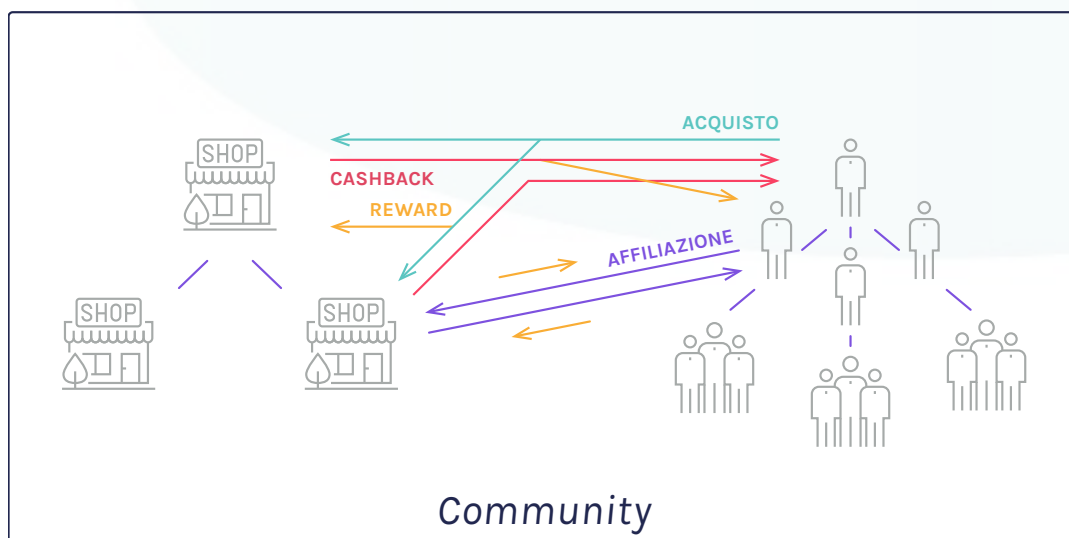 ACQUISTO
SHOP
CASHBACK
REWARD
AFFILIAZIONE
SHOP
SHOP
Community